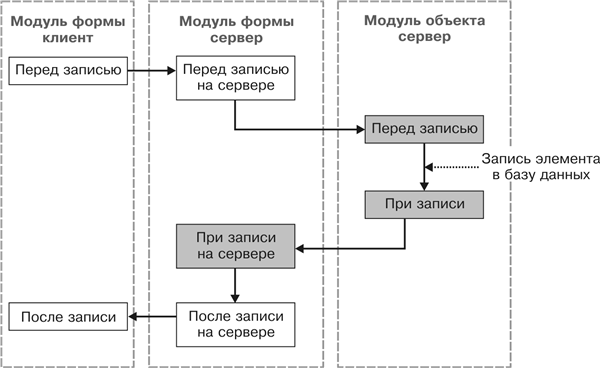 Модуль формы
клиент
Модуль формы
сервер
Модуль объекта
сервер
Перед записью
Перед записью
на сервере
Перед записью
Запись элемента
в базу данных
При записи
При записи
на сервере
После записи
После записи
на сервере